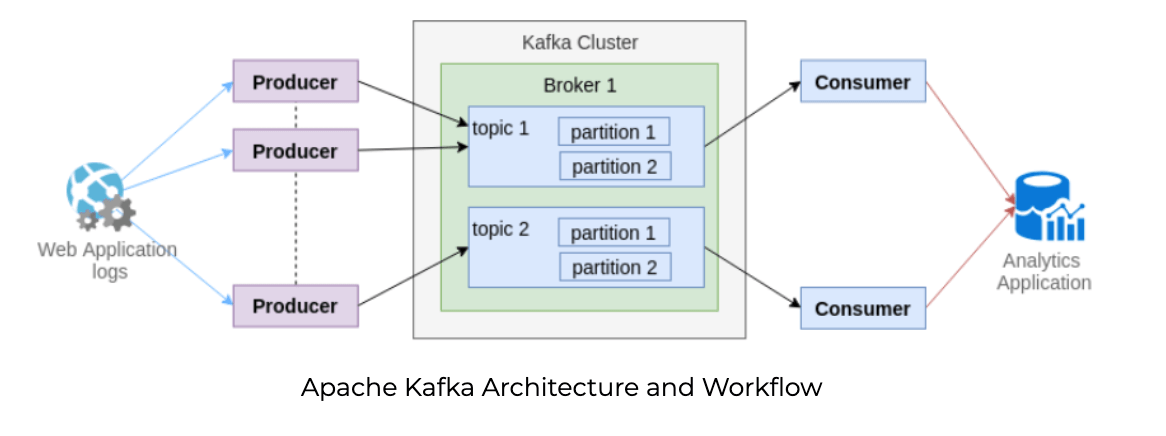 Kafka Cluster
Broker 1
Producer
Producer
Producer
topic 1
partition 1
partition 2
topic 2
partition 1
partition 2
Consumer
Consumer
Web Application
logs
Analytics
Application
Apache Kafka Architecture and Workflow